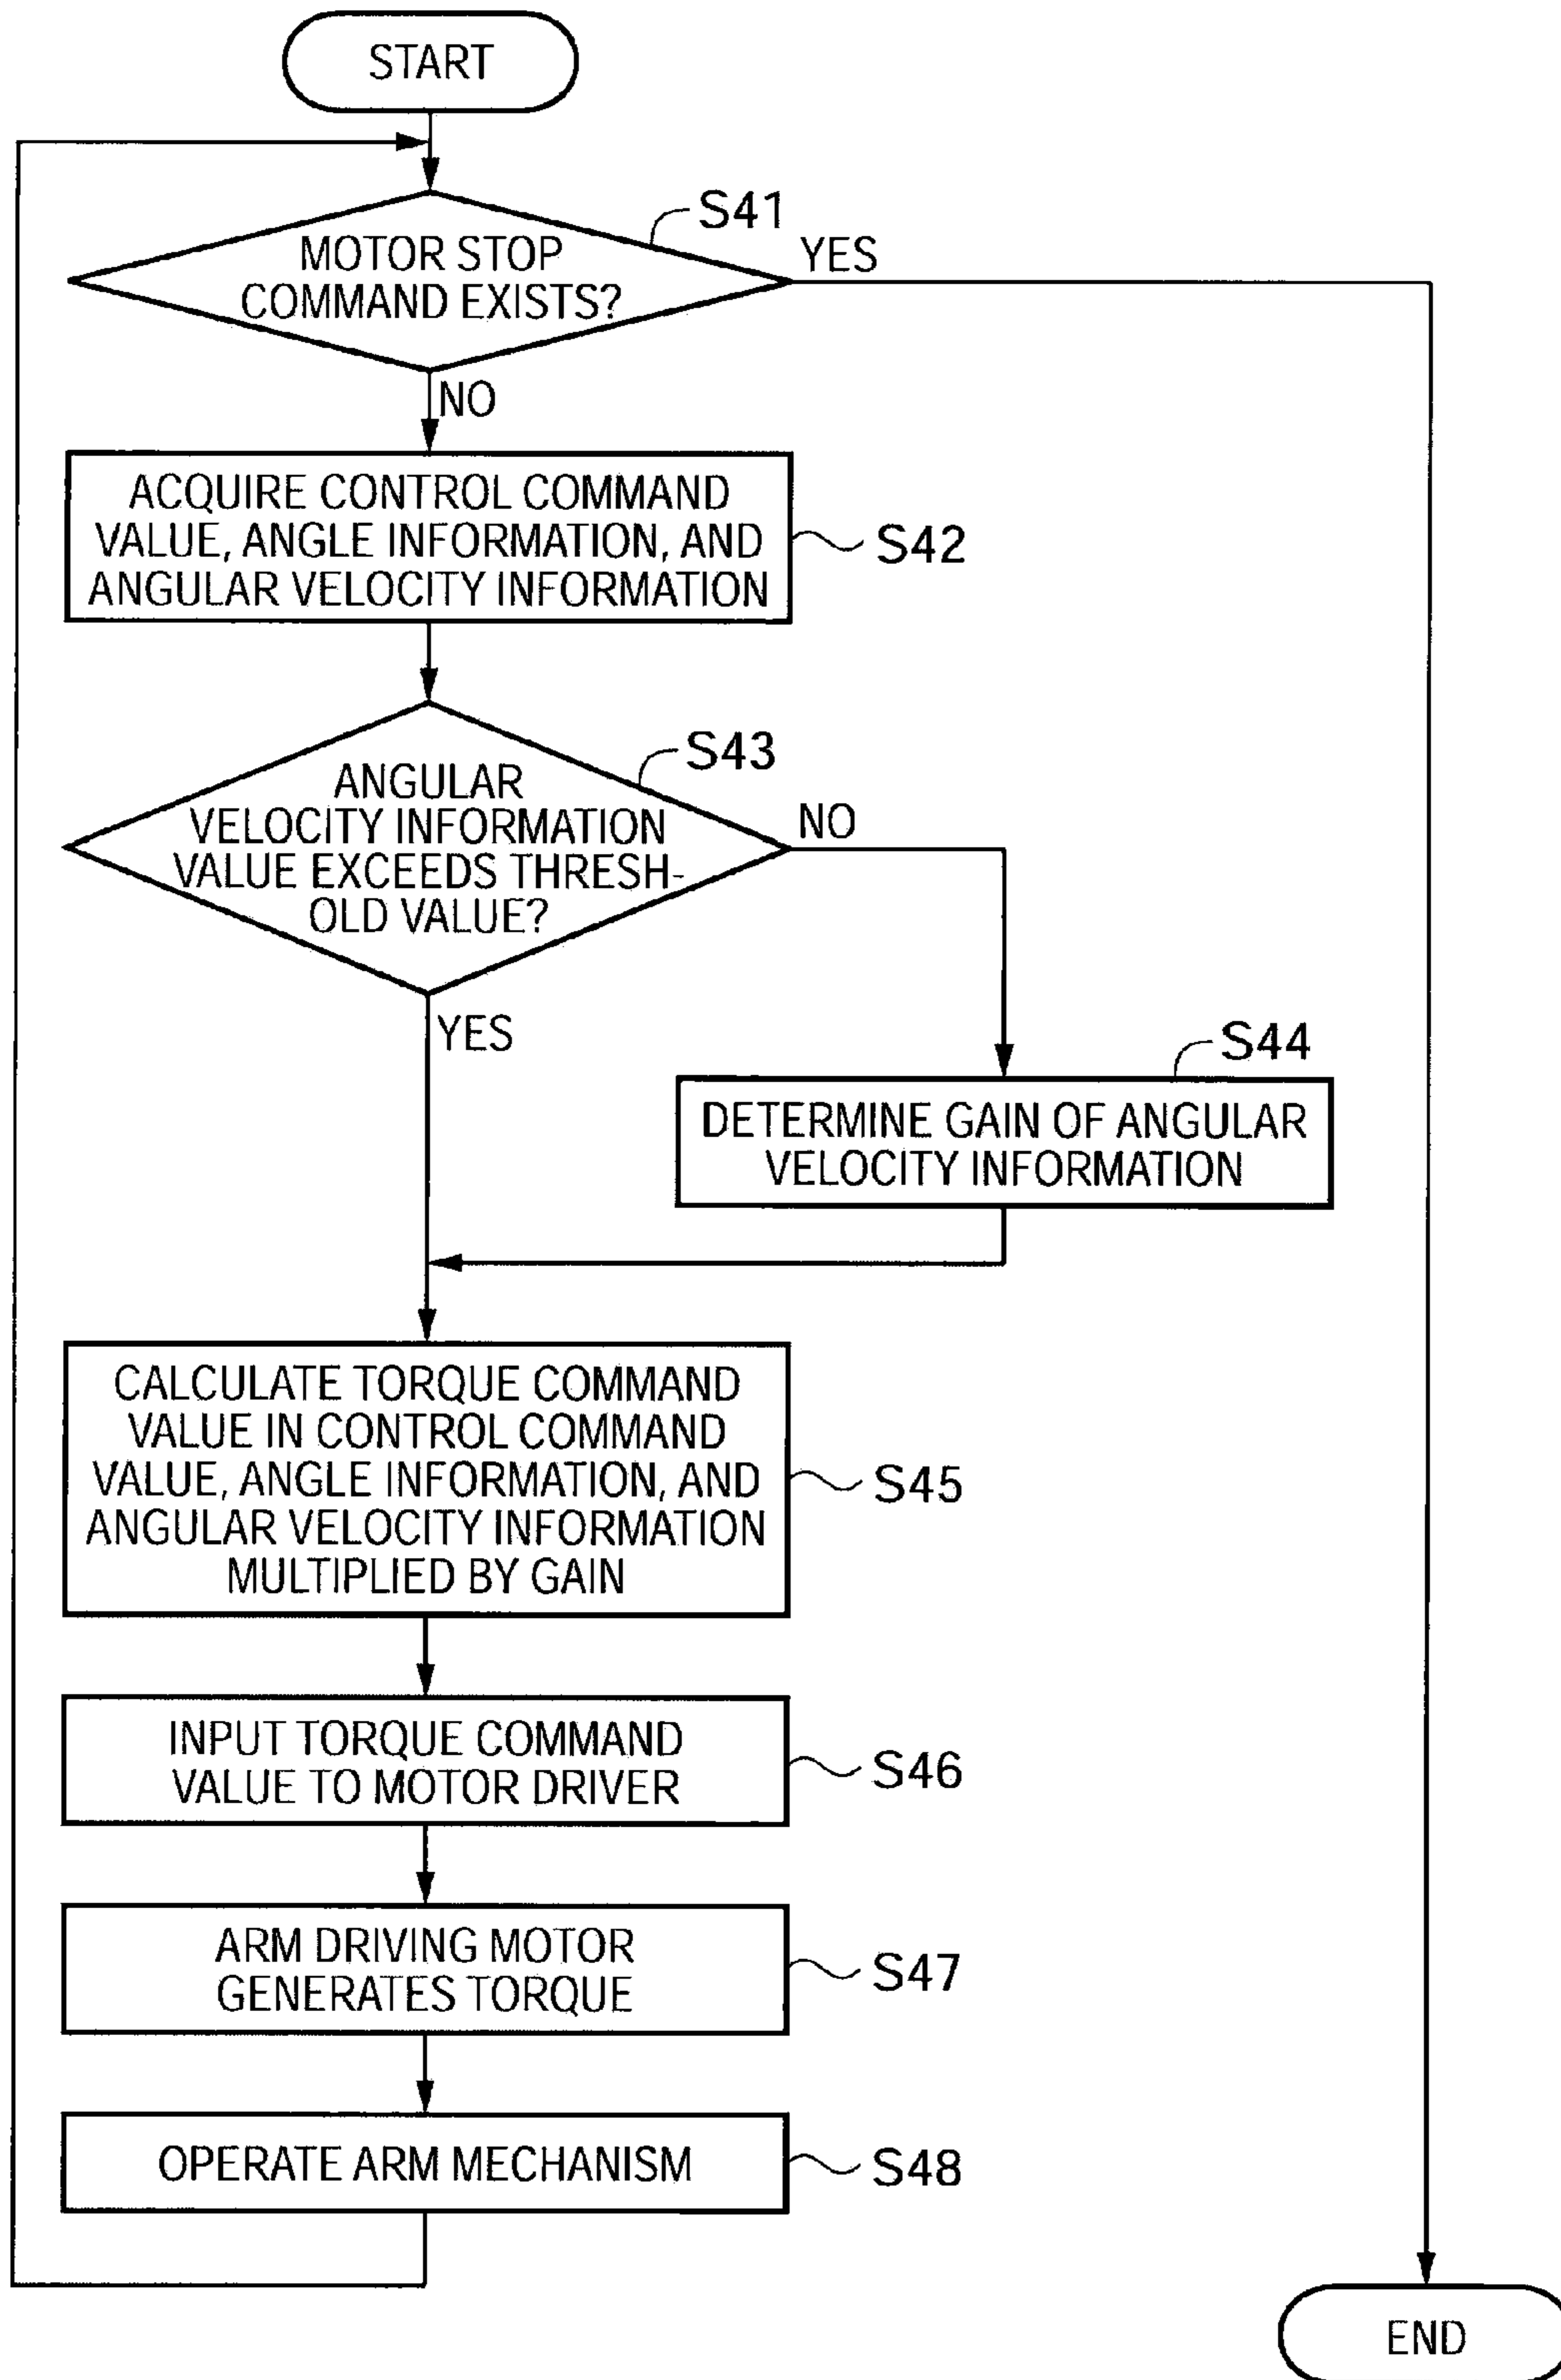 START
S41
MOTOR STOP
COMMAND EXISTS?
YES
NO
ACQUIRE CONTROL COMMAND
VALUE, ANGLE INFORMATION, AND
ANGULAR VELOCITY INFORMATION
S42
S43
ANGULAR
VELOCITY INFORMATION
VALUE EXCEEDS THRESH-
OLD VALUE?
NO
YES
S44
DETERMINE GAIN OF ANGULAR
VELOCITY INFORMATION
CALCULATE TORQUE COMMAND
VALUE IN CONTROL COMMAND
VALUE, ANGLE INFORMATION, AND
ANGULAR VELOCITY INFORMATION
MULTIPLIED BY GAIN
S45
INPUT TORQUE COMMAND
VALUE TO MOTOR DRIVER
S46
ARM DRIVING MOTOR
GENERATES TORQUE
S47
OPERATE ARM MECHANISM
S48
END